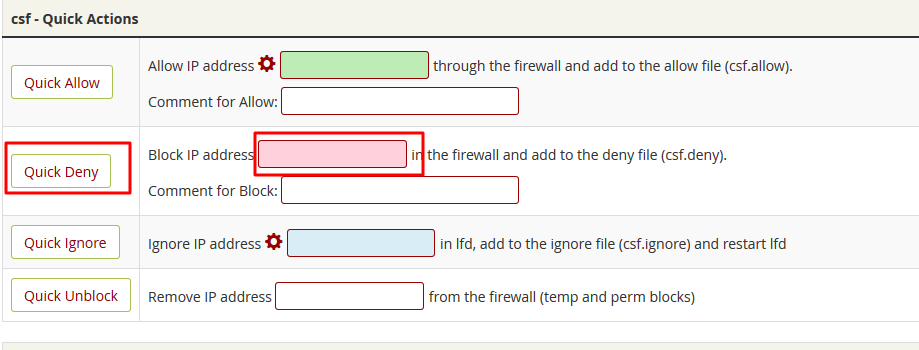 csf - Quick Actions
Quick Allow
Allow IP address through the firewall and add to the allow file (csf.allow).
Comment for Allow:
Quick Deny
Block IP address in the firewall and add to the deny file (csf.deny).
Comment for Block:
Quick Ignore
Ignore IP address in lfd, add to the ignore file (csf.ignore) and restart lfd
Quick Unblock
Remove IP address from the firewall (temp and perm blocks)